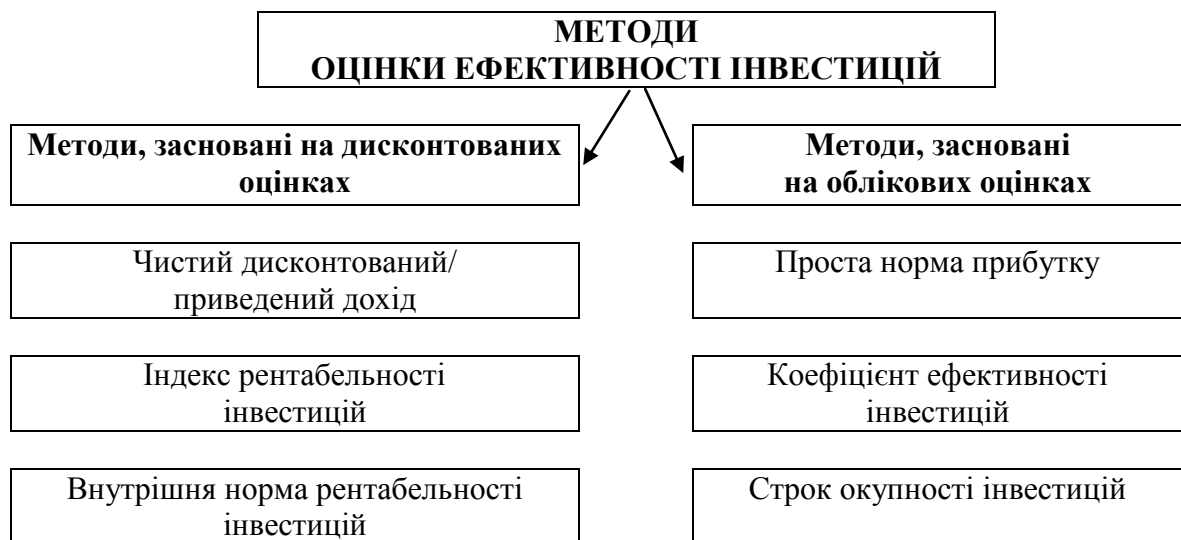 МЕТОДИ
ОЦІНКИ ЕФЕКТИВНОСТІ ІНВЕСТИЦІЙ
Методи, засновані на дисконтованих
оцінках
Методи, засновані
на облікових оцінках
Чистий дисконтований/
приведений дохід
Проста норма прибутку
Індекс рентабельності
інвестицій
Коефіцієнт ефективності
інвестицій
Внутрішня норма рентабельності
інвестицій
Строк окупності інвестицій